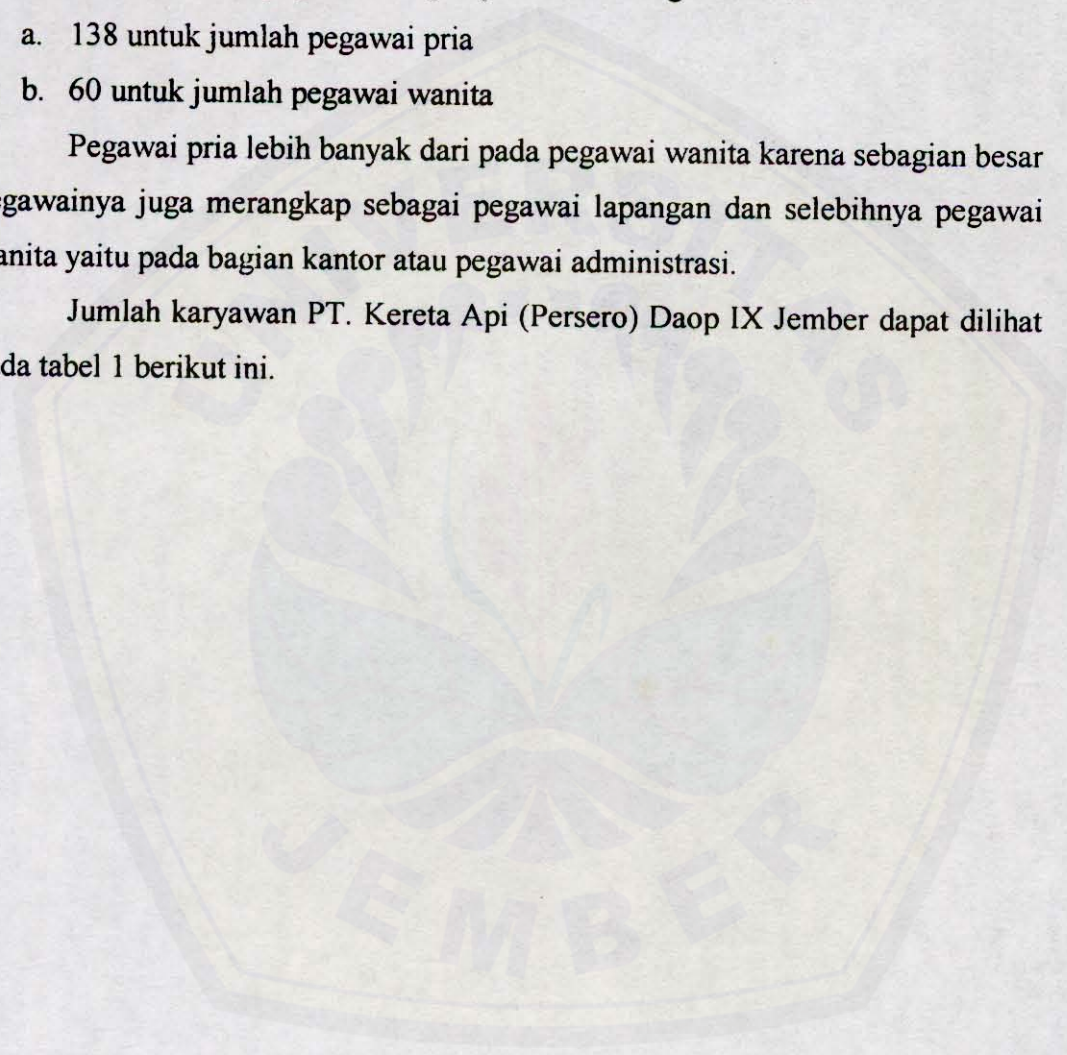 a. 138 untuk jumlah pegawai pria
b. 60 untuk jumlah pegawai wanita
Pegawai pria lebih banyak dari pada pegawai wanita karena sebagian besar
gawainya juga merangkap sebagai pegawai lapangan dan selebihnya pegawai
anita yaitu pada bagian kantor atau pegawai administrasi.
Jumlah karyawan PT. Kereta Api (Persero) Daop IX Jember dapat dilihat
da tabel 1 berikut ini.
UNIVERSITAS
JEMBER